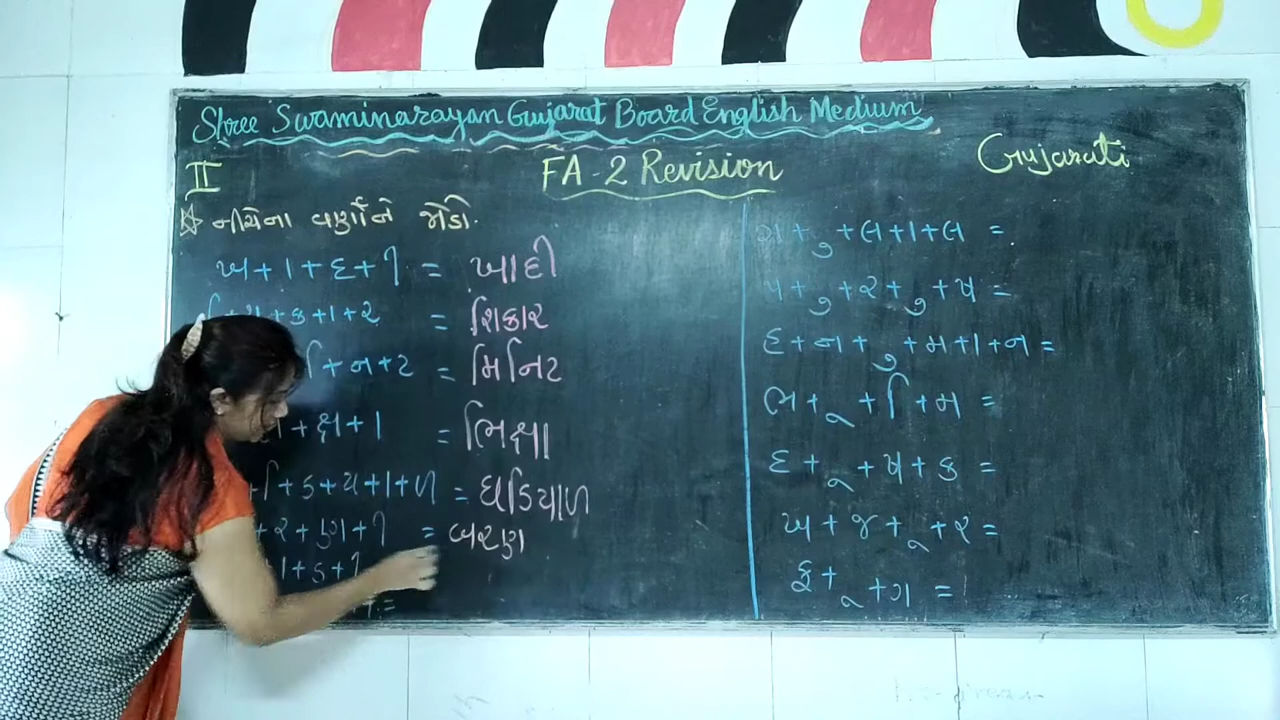 Shree Swaminarayan Gujarat Board English Medium
II
FA-2 Revision
Gujarati
☆ નીચેના વર્ણોને જોડો.
ખ+ા+દ+ી = ખાદી
+ક+ા+ર = શિકાર
િ+ન+ટ = મિનિટ
+ક્ષ+ા = ભિક્ષા
િ+ડ+ય+ા+ળ = ઘડિયાળ
+ર+ણ+ી = બરણ
ા+ડ+ી
=
ગ+ુ+લ+ા+લ =
પ+ુ+ર+ુ+ષ =
હ+ન+ુ+મ+ા+ન =
ભ+ૂ+િ+મ =
દ+ૂ+ષ+ક =
ખ+જ+ૂ+ર =
ફ+ૂ+ગ =